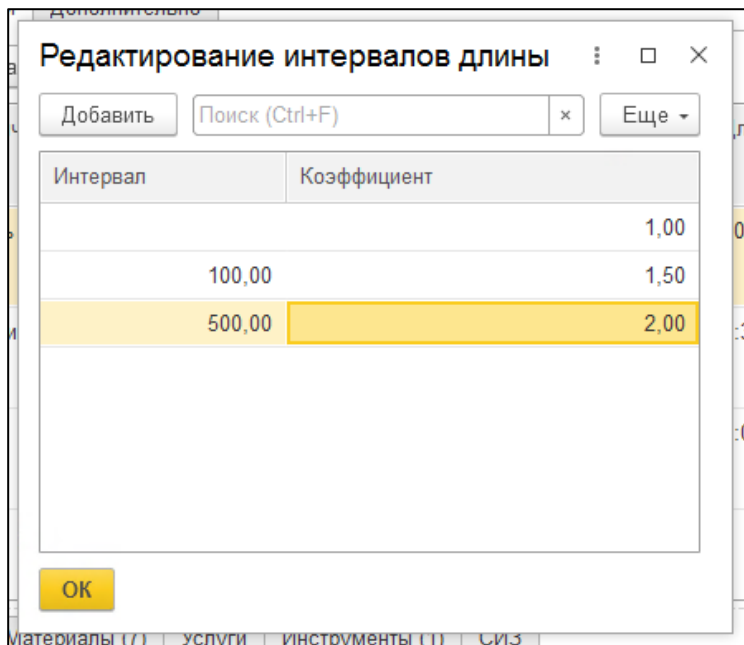 Дополнительно
Редактирование интервалов длины
Добавить Поиск (Ctrl+F) × Еще
Интервал Коэффициент
1,00
100,00 1,50
500,00 2,00
ОК
Материалы (7) Услуги Инструменты (1) СИЗ